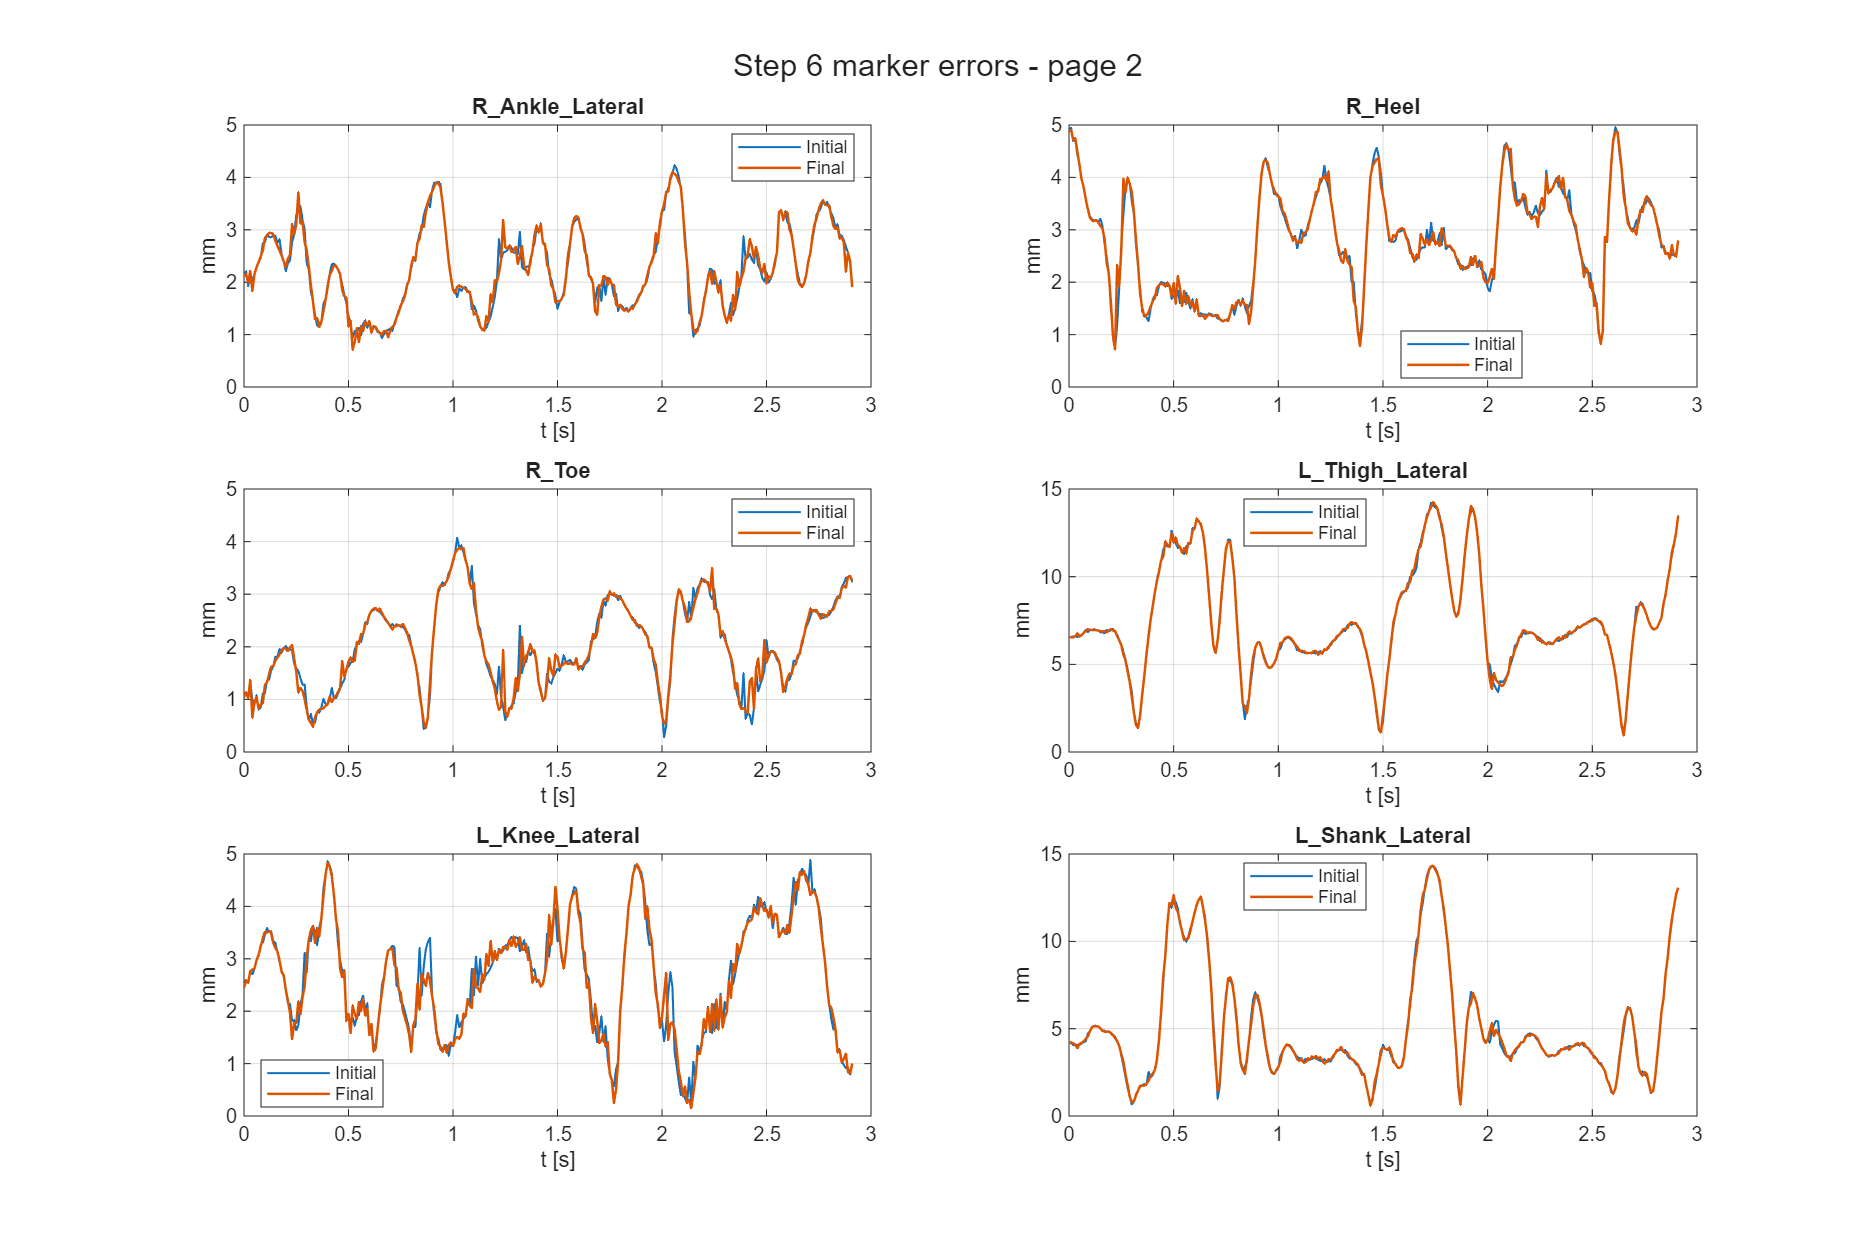 Step 6 marker errors - page 2
R_Ankle_Lateral
5
4
3
2
1
0
mm
0 0.5 1 1.5 2 2.5 3
t [s]
Initial
Final
R_Heel
5
4
3
2
1
0
mm
0 0.5 1 1.5 2 2.5 3
t [s]
Initial
Final
R_Toe
5
4
3
2
1
0
mm
0 0.5 1 1.5 2 2.5 3
t [s]
Initial
Final
L_Thigh_Lateral
15
10
5
0
mm
0 0.5 1 1.5 2 2.5 3
t [s]
Initial
Final
L_Knee_Lateral
5
4
3
2
1
0
mm
0 0.5 1 1.5 2 2.5 3
t [s]
Initial
Final
L_Shank_Lateral
15
10
5
0
mm
0 0.5 1 1.5 2 2.5 3
t [s]
Initial
Final